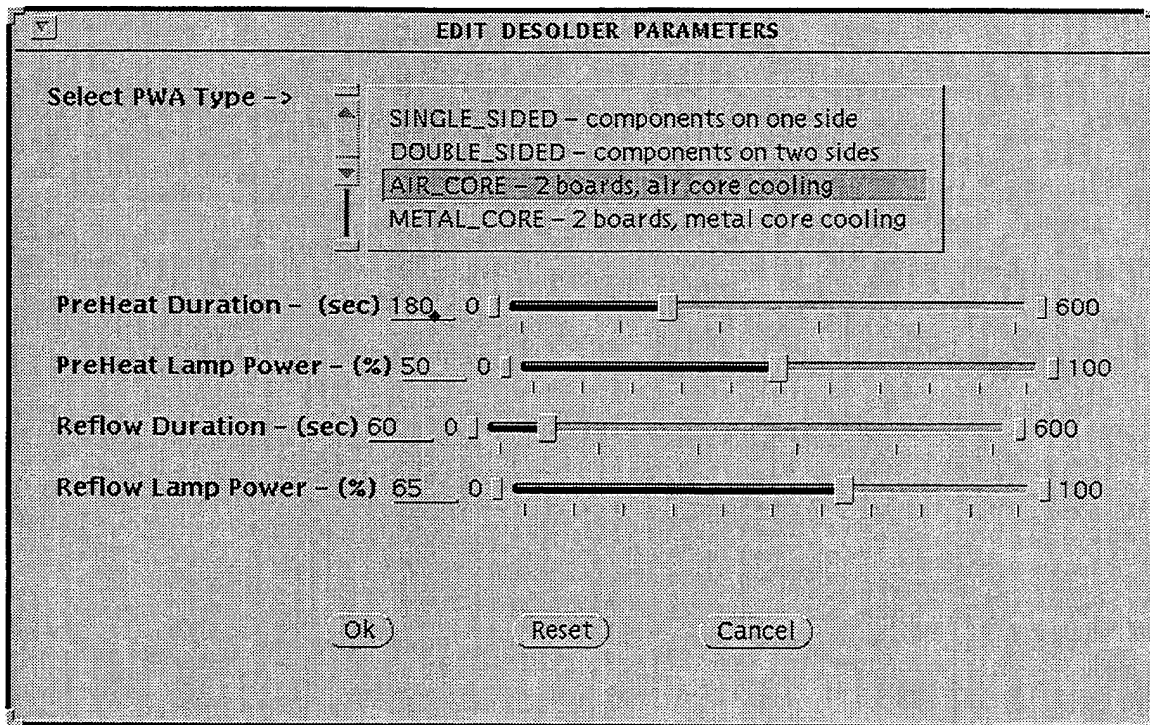 EDIT DESOLDER PARAMETERS
Select PWA Type ->
SINGLE_SIDED – components on one side
DOUBLE_SIDED – components on two sides
AIR_CORE – 2 boards, air core cooling
METAL_CORE – 2 boards, metal core cooling
PreHeat Duration – (sec) 180 0 600
PreHeat Lamp Power – (%) 50 0 100
Reflow Duration – (sec) 60 0 600
Reflow Lamp Power – (%) 65 0 100
Ok Reset Cancel